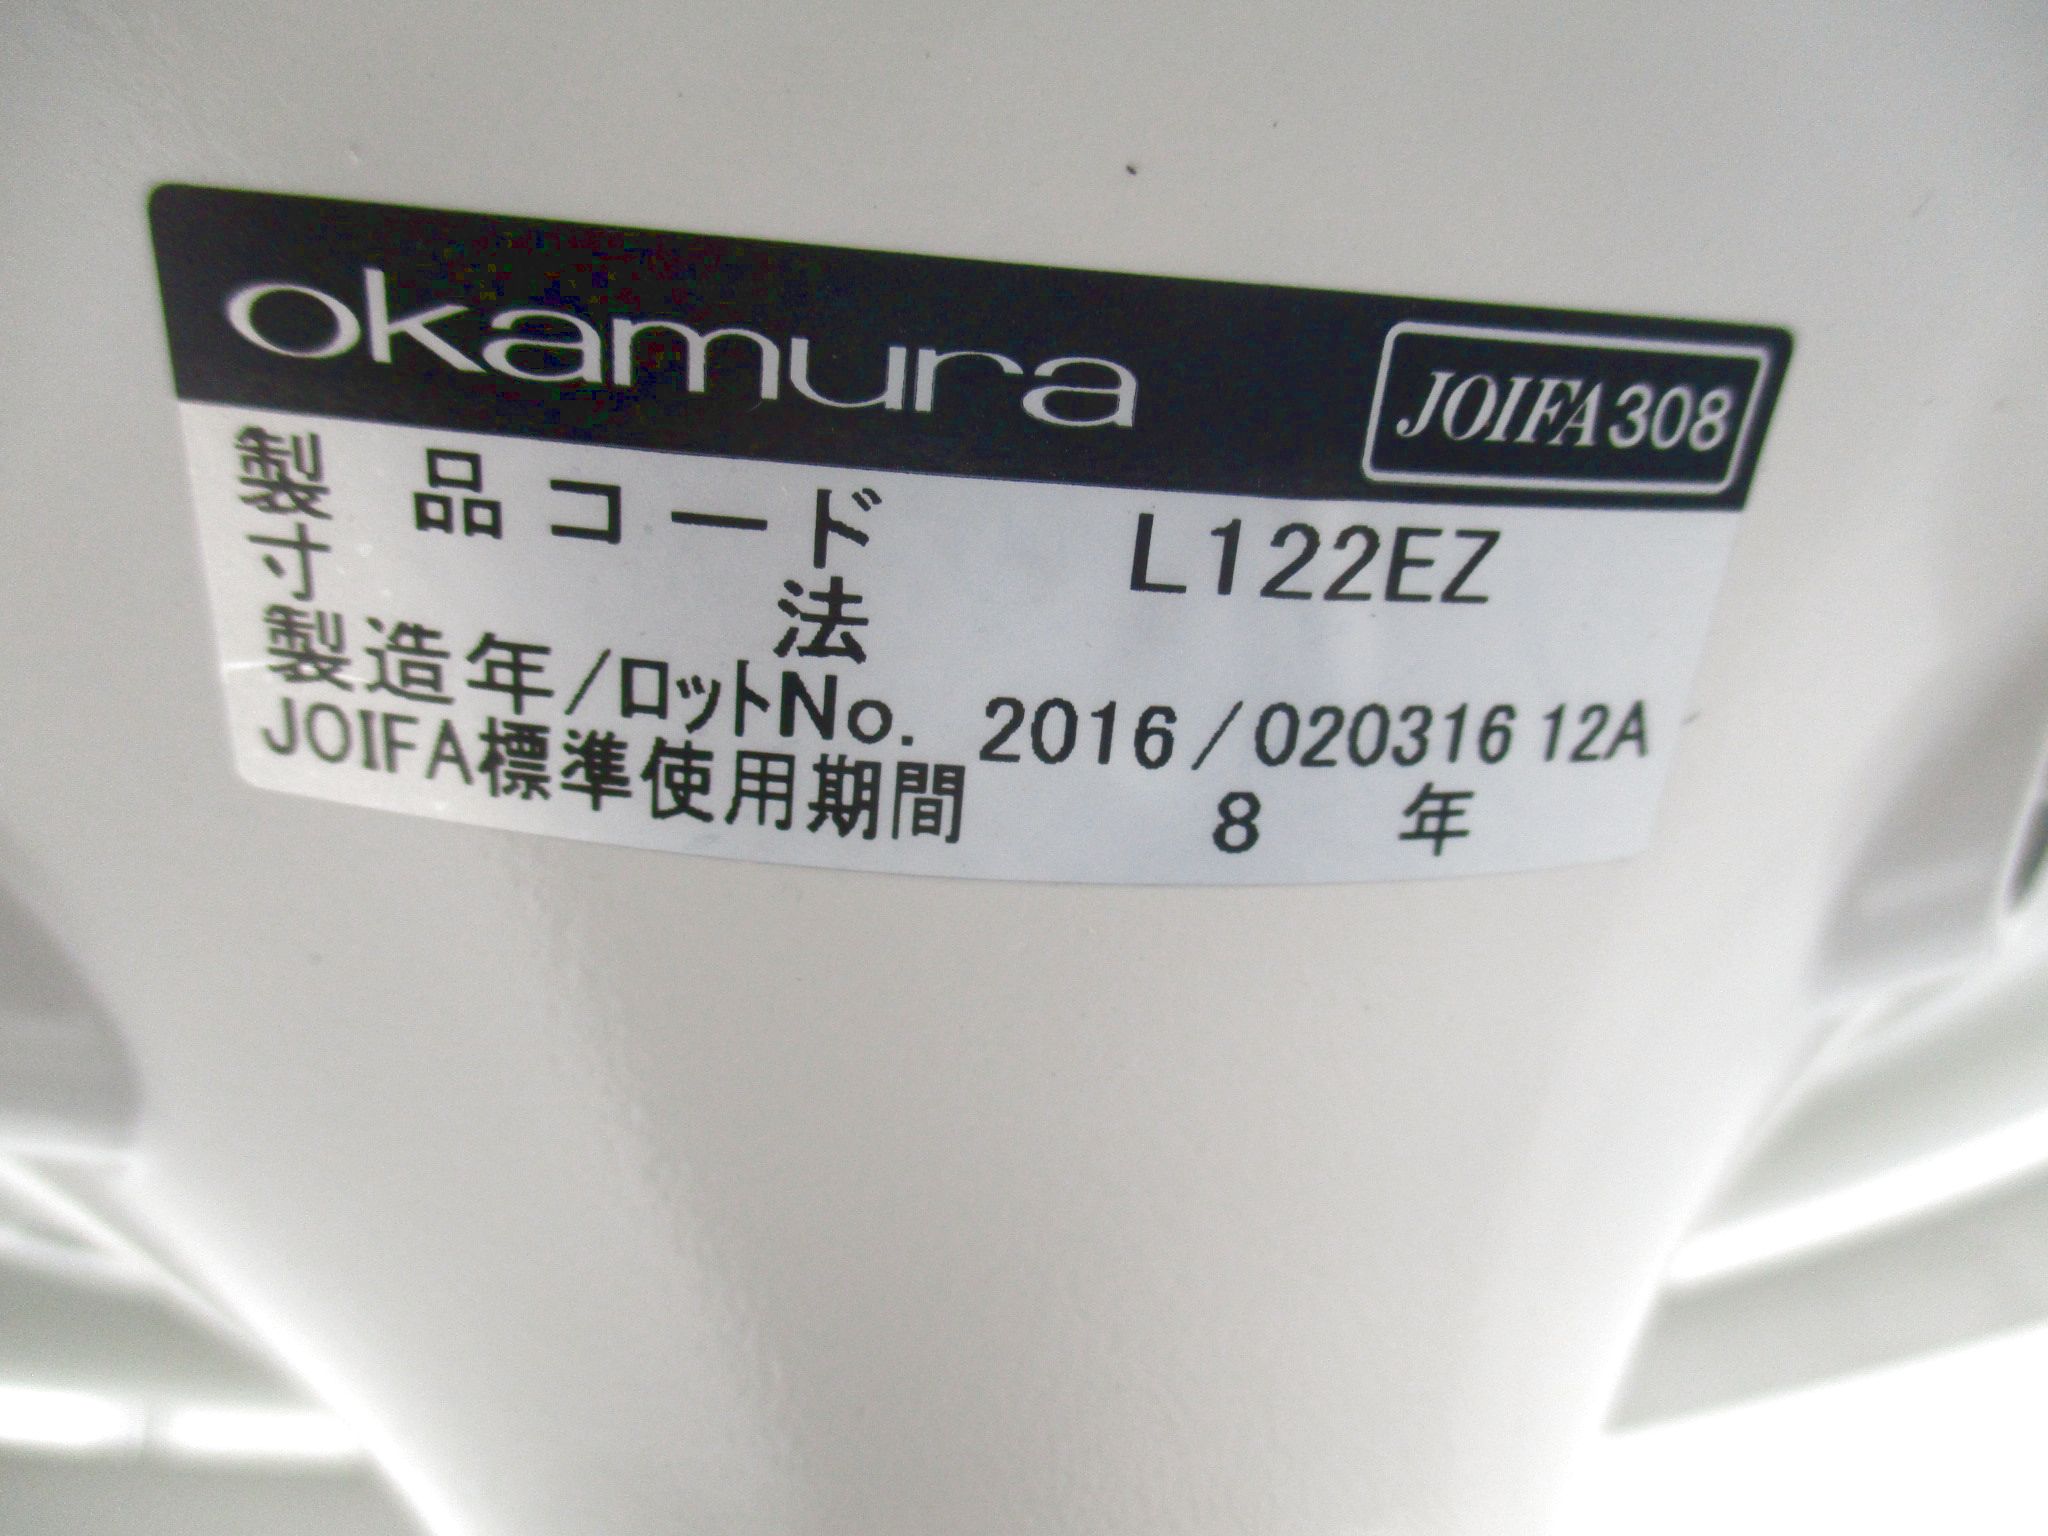 okamura JOIFA308
製品コード L122EZ
寸法
製造年/ロットNo. 2016/020316 12A
JOIFA標準使用期間 8年